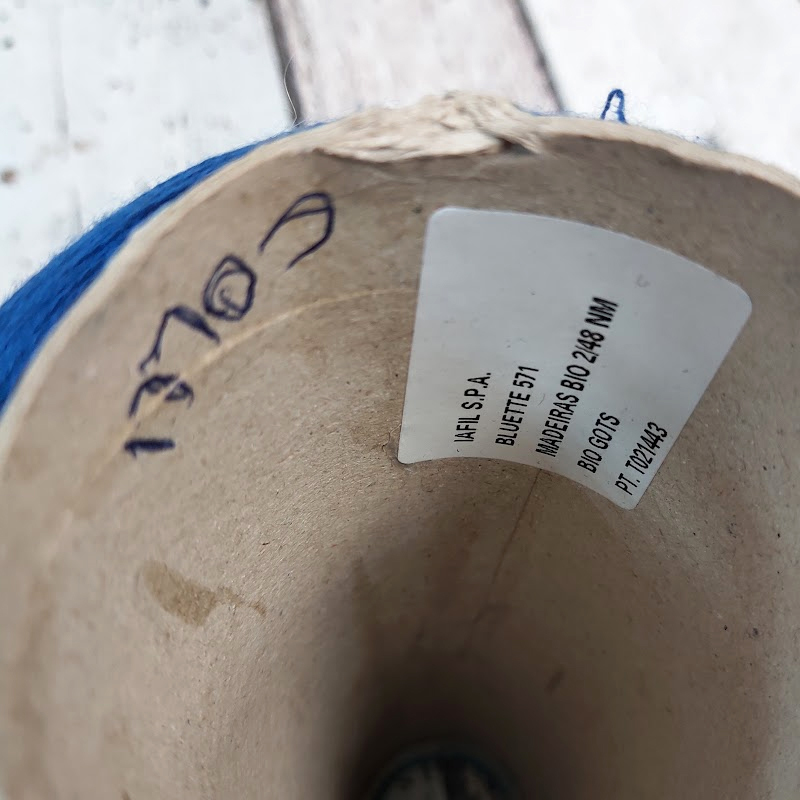 IAFIL S.P.A.
BLUETTE 571
MADEIRAS BIO 2/48 NM
BIO GOTS
PT. T021443